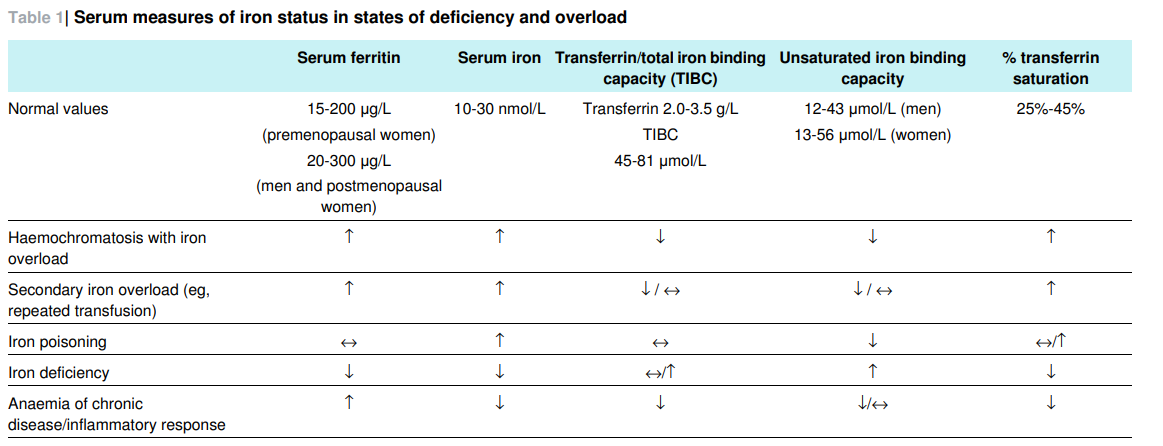 Table 1| Serum measures of iron status in states of deficiency and overload
Serum ferritin Serum iron Transferrin/total iron binding capacity (TIBC) Unsaturated iron binding capacity % transferrin saturation
Normal values 15-200 µg/L 10-30 nmol/L Transferrin 2.0-3.5 g/L 12-43 µmol/L (men) 25%-45%
(premenopausal women) TIBC 13-56 µmol/L (women)
20-300 µg/L 45-81 µmol/L
(men and postmenopausal
women)
Haemochromatosis with iron overload ↑ ↑ ↓ ↓ ↑
Secondary iron overload (eg, repeated transfusion) ↑ ↑ ↓ / ↔ ↓ / ↔ ↑
Iron poisoning ↔ ↑ ↔ ↓ ↔/↑
Iron deficiency ↓ ↓ ↔/↑ ↑ ↓
Anaemia of chronic disease/inflammatory response ↑ ↓ ↓ ↓/↔ ↓